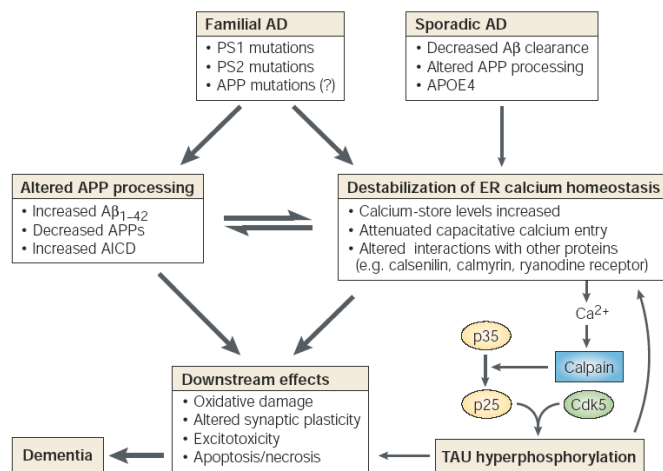 Familial AD
• PS1 mutations
• PS2 mutations
• APP mutations (?)
Sporadic AD
• Decreased Aβ clearance
• Altered APP processing
• APOE4
Altered APP processing
• Increased Aβ1–42
• Decreased APPs
• Increased AICD
Destabilization of ER calcium homeostasis
• Calcium-store levels increased
• Attenuated capacitative calcium entry
• Altered interactions with other proteins
(e.g. calsenilin, calmyrin, ryanodine receptor)
Ca2+
p35
Calpain
p25
Cdk5
Downstream effects
• Oxidative damage
• Altered synaptic plasticity
• Excitotoxicity
• Apoptosis/necrosis
Dementia
TAU hyperphosphorylation